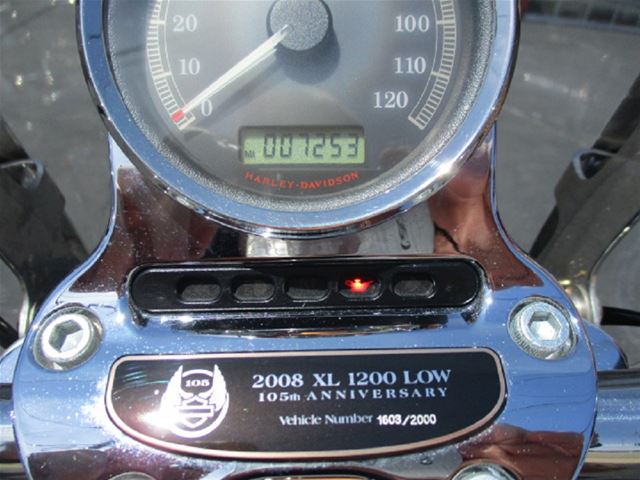 20 100
10 110
0 120
MI 007253
HARLEY-DAVIDSON
105
2008 XL 1200 LOW
105th ANNIVERSARY
Vehicle Number 1603/2000